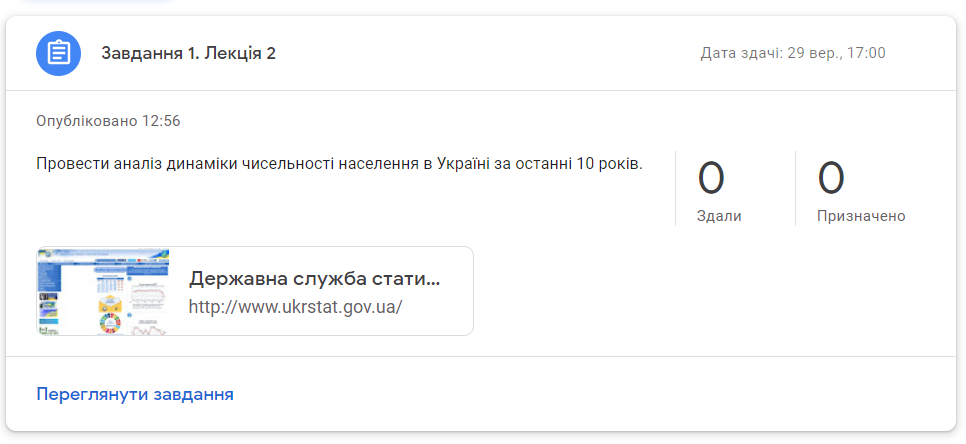 Завдання 1. Лекція 2
Дата здачі: 29 вер., 17:00
Опубліковано 12:56
Провести аналіз динаміки чисельності населення в Україні за останні 10 років.
0
Здали
0
Призначено
Державна служба стати...
http://www.ukrstat.gov.ua/
Переглянути завдання